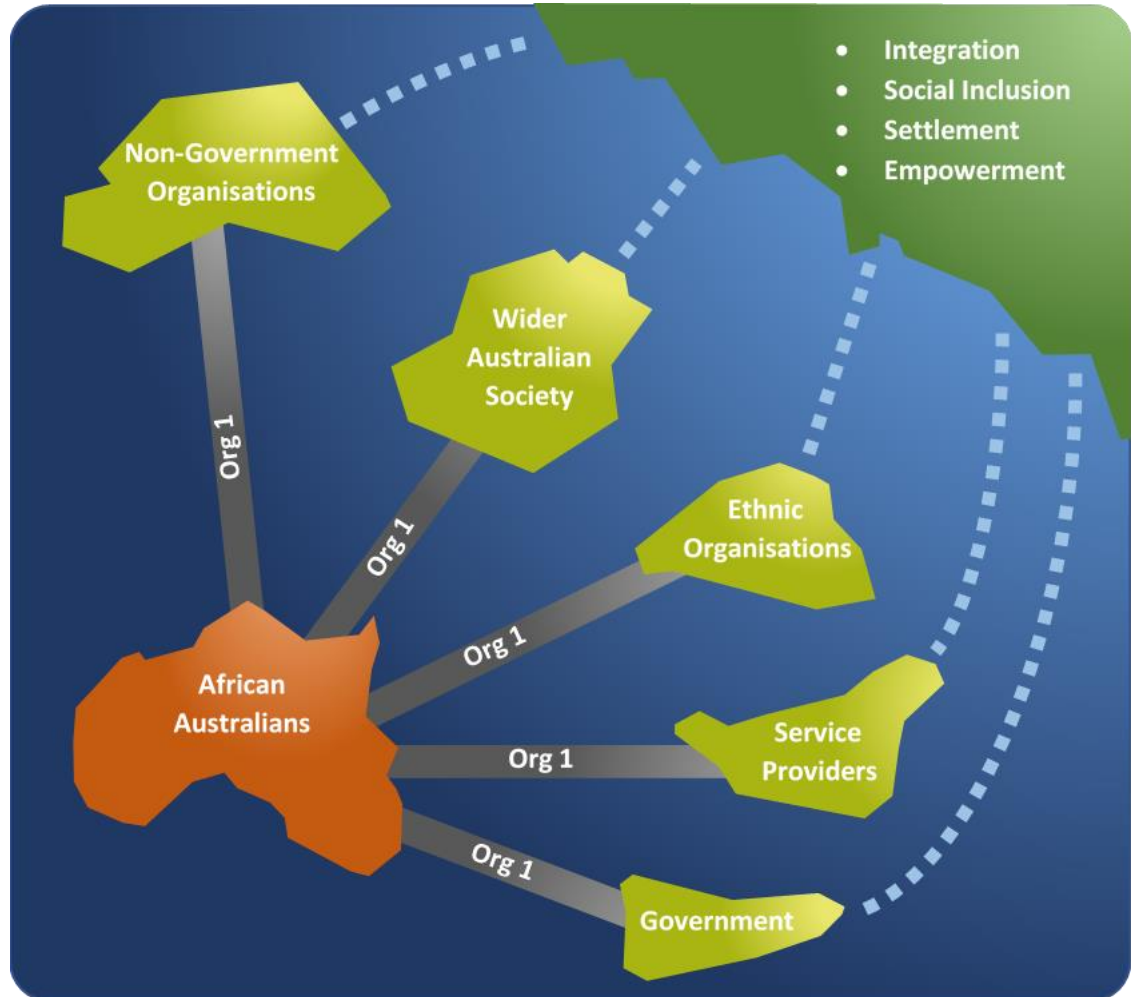 • Integration
• Social Inclusion
• Settlement
• Empowerment
Non-Government
Organisations
Wider
Australian
Society
Org 1
Org 1
Ethnic
Organisations
Org 1
African
Australians
Service
Providers
Org 1
Org 1
Government